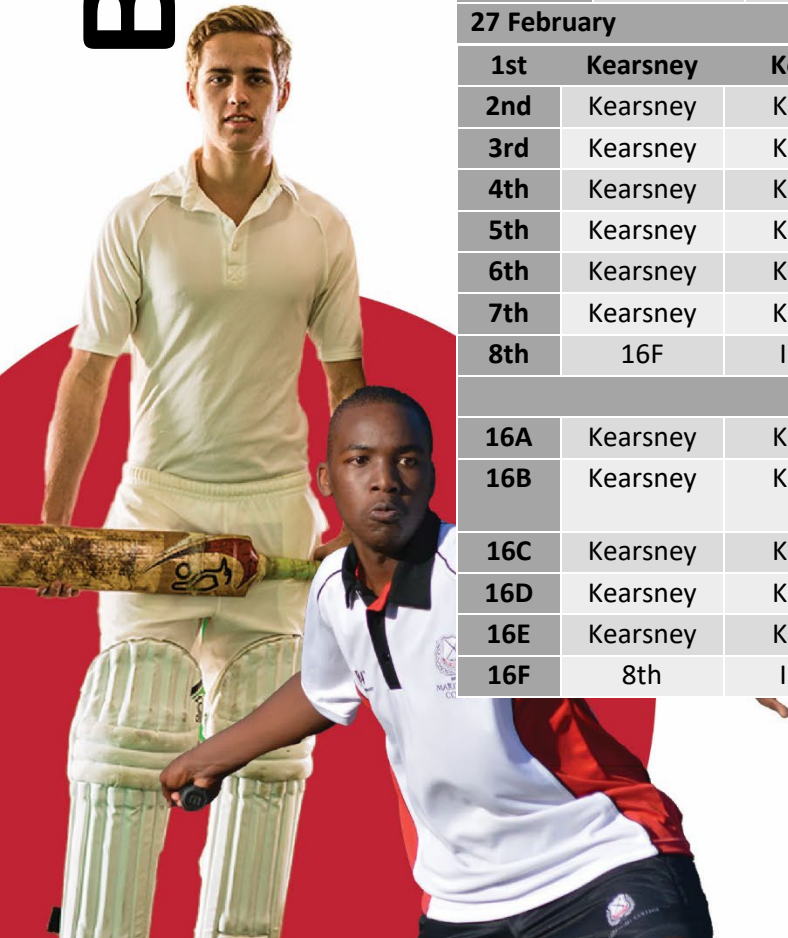 B
27 February
1st Kearsney K
2nd Kearsney K
3rd Kearsney K
4th Kearsney K
5th Kearsney K
6th Kearsney K
7th Kearsney K
8th 16F I
16A Kearsney K
16B Kearsney K
16C Kearsney K
16D Kearsney K
16E Kearsney K
16F 8th I